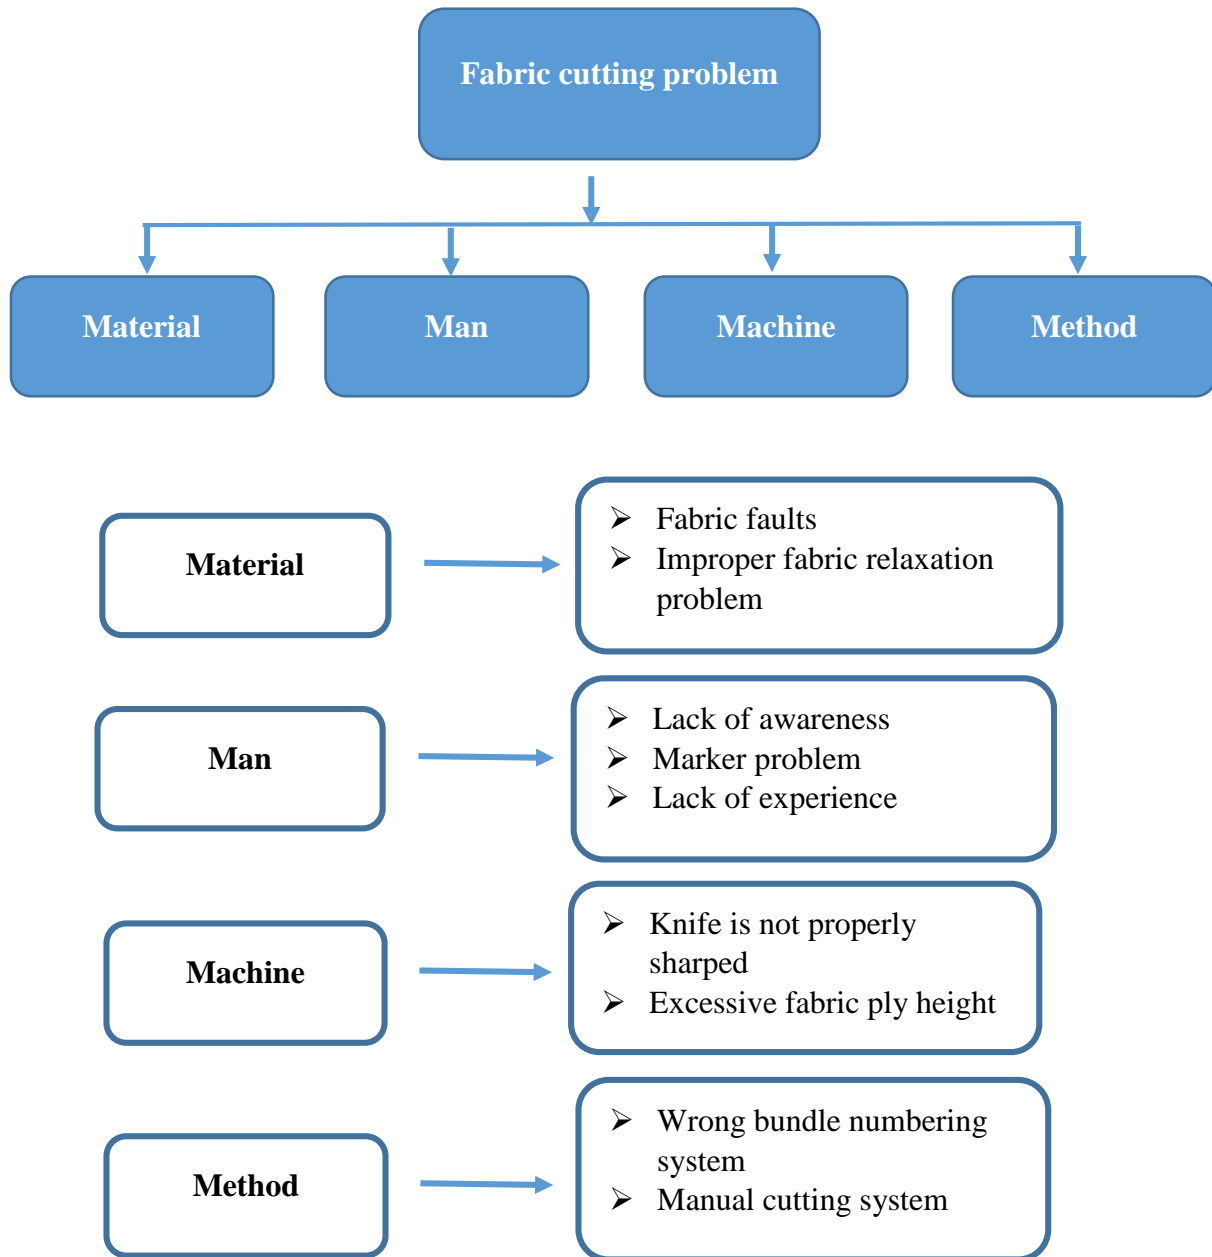 Fabric cutting problem
Material
Man
Machine
Method
Material
➢ Fabric faults
➢ Improper fabric relaxation
problem
Man
➢ Lack of awareness
➢ Marker problem
➢ Lack of experience
Machine
➢ Knife is not properly
sharped
➢ Excessive fabric ply height
Method
➢ Wrong bundle numbering
system
➢ Manual cutting system